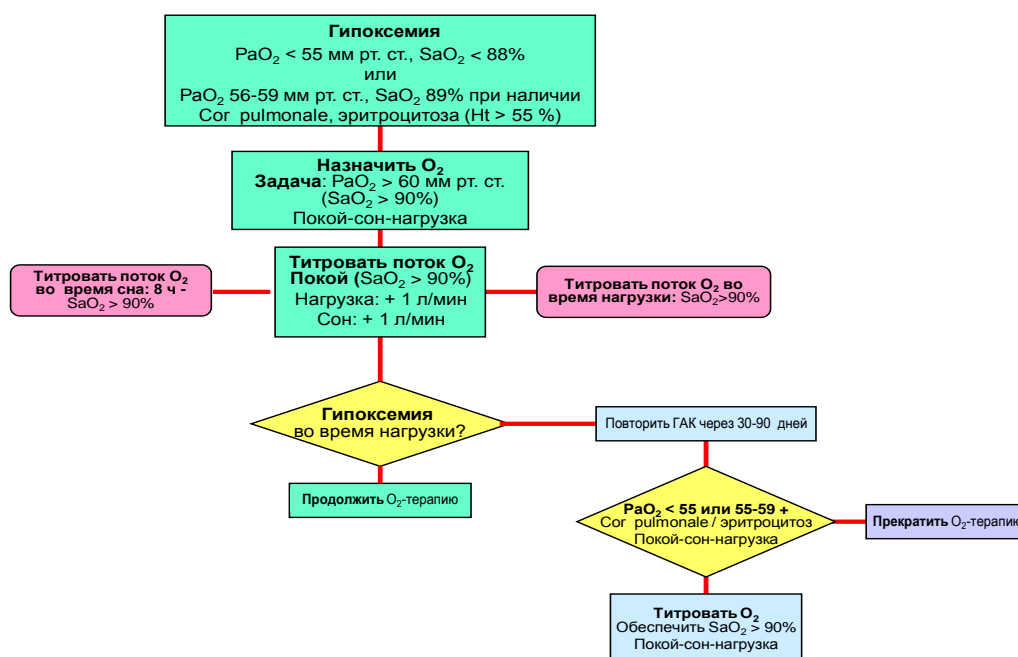 Гипоксемия
PaO₂ < 55 мм рт. ст., SaO₂ < 88%
или
PaO₂ 56-59 мм рт. ст., SaO₂ 89% при наличии
Cor pulmonale, эритроцитоза (Ht > 55 %)
Назначить O₂
Задача: PaO₂ > 60 мм рт. ст.
(SaO₂ > 90%)
Покой-сон-нагрузка
Титровать поток O₂
во время сна: 8 ч -
SaO₂ > 90%
Титровать поток O₂
Покой (SaO₂ > 90%)
Нагрузка: + 1 л/мин
Сон: + 1 л/мин
Титровать поток O₂ во
время нагрузки: SaO₂>90%
Гипоксемия
во время нагрузки?
Повторить ГАК через 30-90 дней
Продолжить O₂-терапию
PaO₂ < 55 или 55-59 +
Cor pulmonale / эритроцитоз
Покой-сон-нагрузка
Прекратить O₂-терапию
Титровать O₂
Обеспечить SaO₂ > 90%
Покой-сон-нагрузка